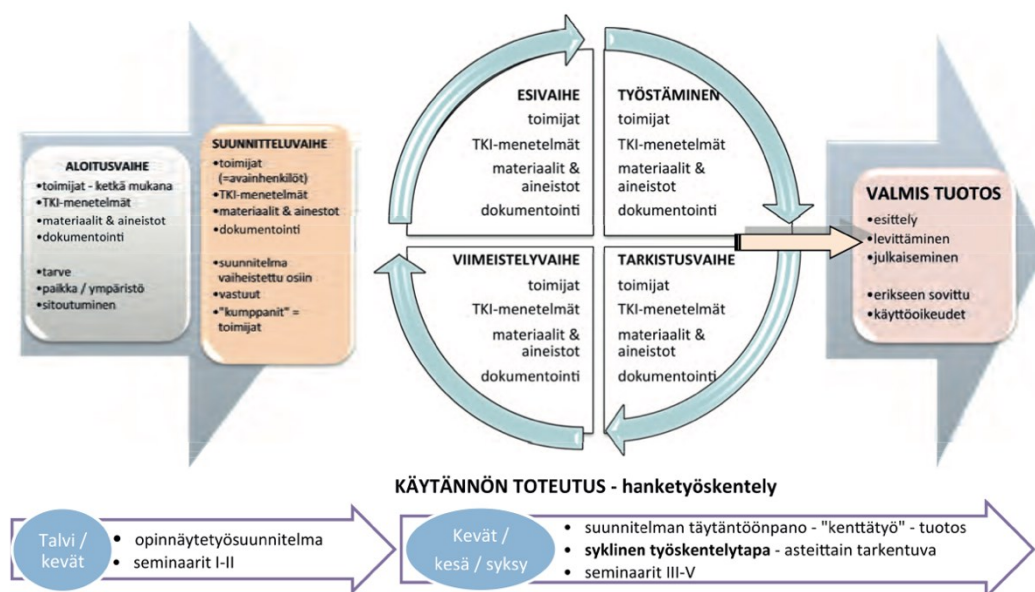 ALOITUSVAIHE
•toimijat - ketkä mukana
•TKI-menetelmät
•materiaalit & aineistot
•dokumentointi
•tarve
•paikka / ympäristö
•sitoutuminen
SUUNNITTELUVAIHE
•toimijat
(=avainhenkilöt)
•TKI-menetelmät
•materiaalit & ainestot
•dokumentointi
•suunnitelma
vaiheistettu osiin
•vastuut
•"kumppanit" =
toimijat
ESIVAIHE
toimijat
TKI-menetelmät
materiaalit &
aineistot
dokumentointi
TYÖSTÄMINEN
toimijat
TKI-menetelmät
materiaalit &
aineistot
dokumentointi
VIIMEISTELYVAIHE
toimijat
TKI-menetelmät
materiaalit &
aineistot
dokumentointi
TARKISTUSVAIHE
toimijat
TKI-menetelmät
materiaalit &
aineistot
dokumentointi
VALMIS TUOTOS
•esittely
•levittäminen
•julkaiseminen
•erikseen sovittu
•käyttöoikeudet
KÄYTÄNNÖN TOTEUTUS - hanketyöskentely
Talvi /
kevät
• opinnäytetyösuunnitelma
• seminaarit I-II
Kevät /
kesä / syksy
• suunnitelman täytäntöönpano - "kenttätyö" - tuotos
• syklinen työskentelytapa - asteittain tarkentuva
• seminaarit III-V